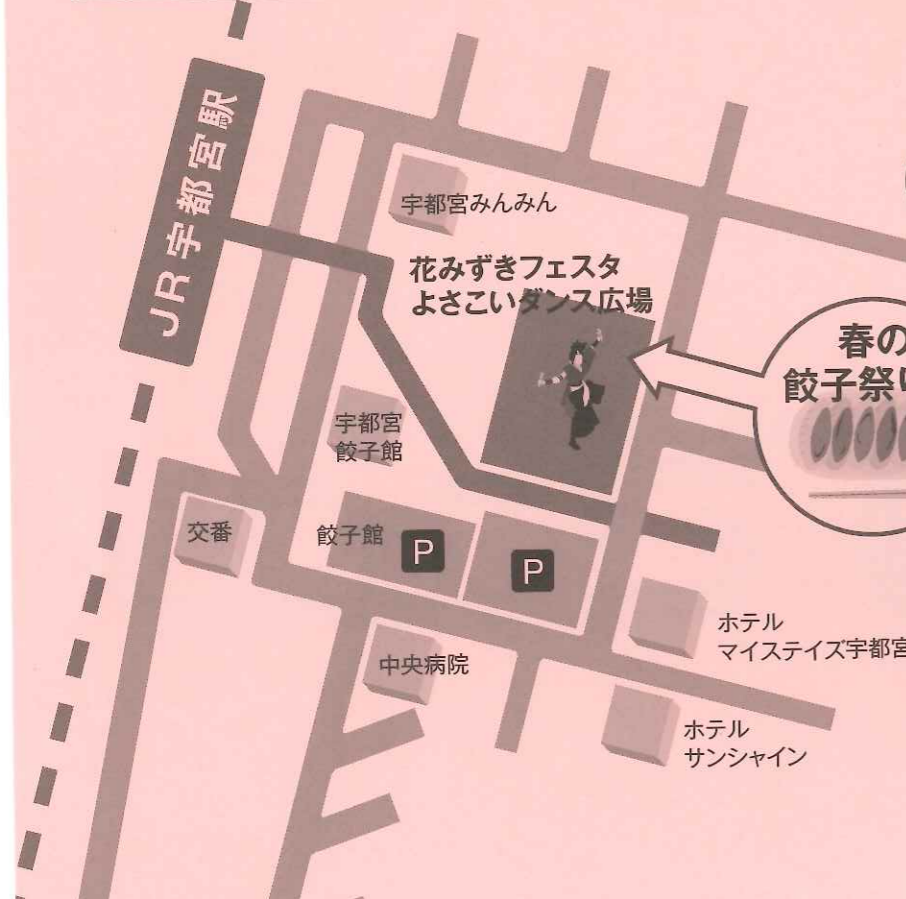 JR宇都宮駅
宇都宮みんみん
花みずきフェスタ
よさこいダンス広場
春の
餃子祭り
宇都宮
餃子館
交番
餃子館
P
P
ホテル
マイステイズ宇都宮
中央病院
ホテル
サンシャイン